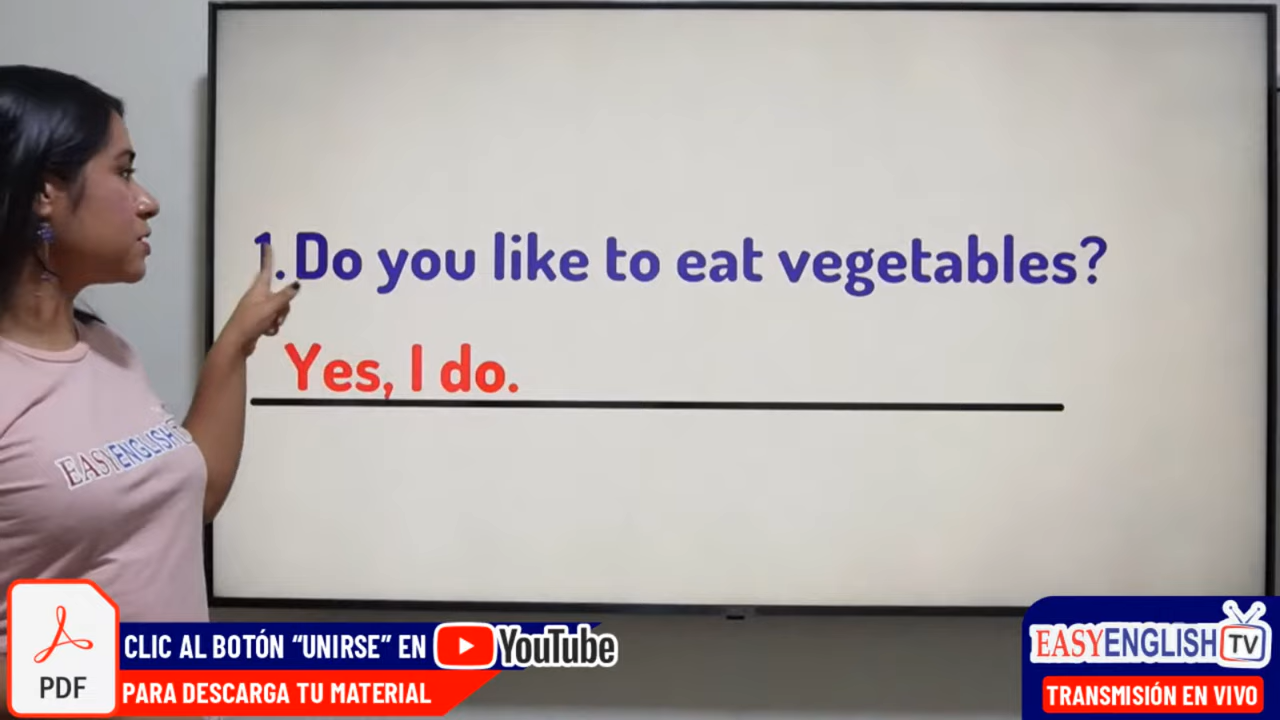 1. Do you like to eat vegetables?
Yes, I do.
EASYENGLISH
PDF
CLIC AL BOTÓN “UNIRSE” EN YouTube
PARA DESCARGA TU MATERIAL
EASYENGLISH TV
TRANSMISIÓN EN VIVO